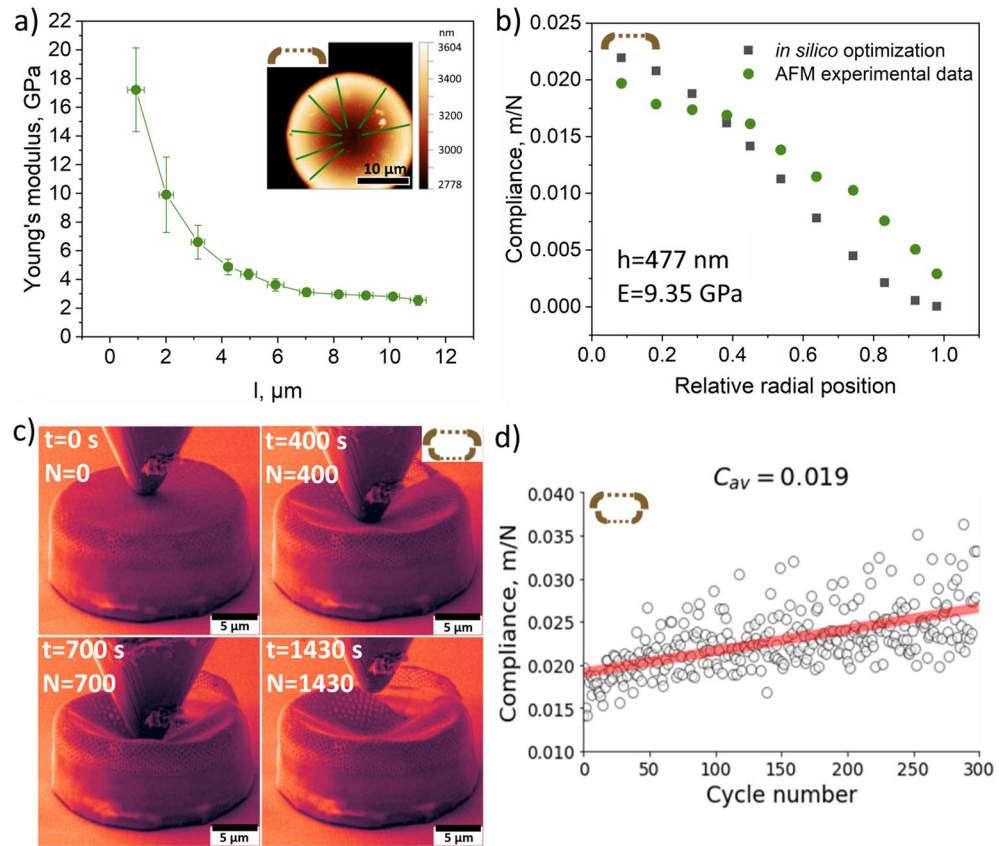 a)
22
20
18
16
14
12
10
8
6
4
2
0
Young's modulus, GPa
0
2
4
6
8
10
12
l, µm
nm
3604
3400
3200
3000
2778
10 µm
b)
in silico optimization
AFM experimental data
0.025
0.020
0.015
0.010
0.005
0.000
Compliance, m/N
h=477 nm
E=9.35 GPa
0.0
0.2
0.4
0.6
0.8
1.0
Relative radial position
c)
t=0 s
N=0
5 µm
t=400 s
N=400
5 µm
t=700 s
N=700
5 µm
t=1430 s
N=1430
5 µm
d)
Cav = 0.019
0.040
0.035
0.030
0.025
0.020
0.015
0.010
Compliance, m/N
0
50
100
150
200
250
300
Cycle number